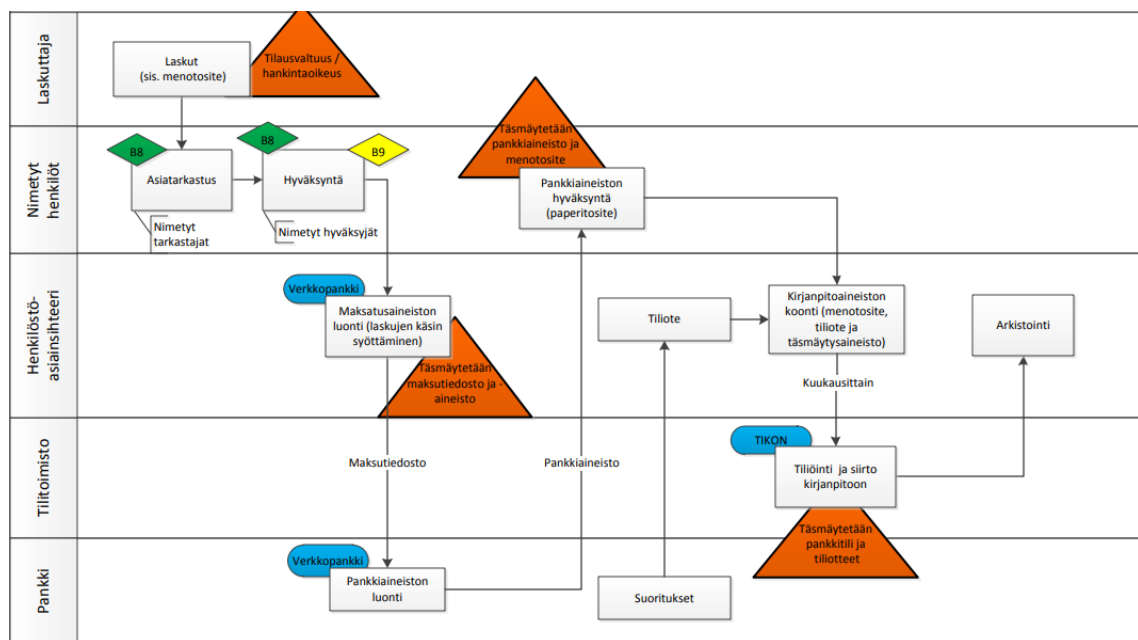 Laskuttaja
Laskut
(sis. menotosite)
Tilausvaltuus /
hankintaoikeus
Nimetyt
henkilöt
B8
Asiatarkastus
Nimetyt
tarkastajat
B8
Hyväksyntä
B9
Nimetyt hyväksyjät
Täsmäytetään
pankkiaineisto ja
menotosite
Pankkiaineiston
hyväksyntä
(paperitosite)
Henkilöstö-
asiainsihteeri
Verkkopankki
Maksatusaineiston
luonti (laskujen käsin
syöttäminen)
Täsmäytetään
maksutiedosto ja -
aineisto
Tiliote
Kirjanpitoaineiston
koonti (menotosite,
tiliote ja
täsmäytysaineisto)
Arkistointi
Kuukausittain
Tilitoimisto
Maksutiedosto
Pankkiaineisto
TIKON
Tiliöinti ja siirto
kirjanpitoon
Täsmäytetään
pankkitili ja
tiliotteet
Pankki
Verkkopankki
Pankkiaineiston
luonti
Suoritukset